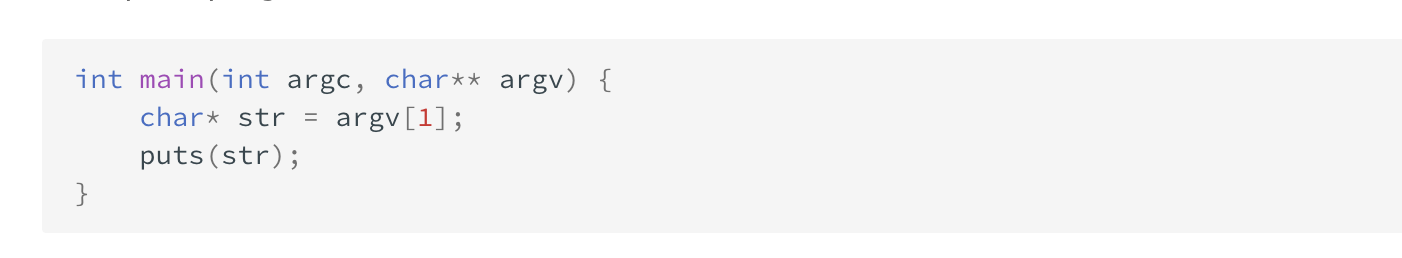 int main(int argc, char** argv) {
    char* str = argv[1];
    puts(str);
}